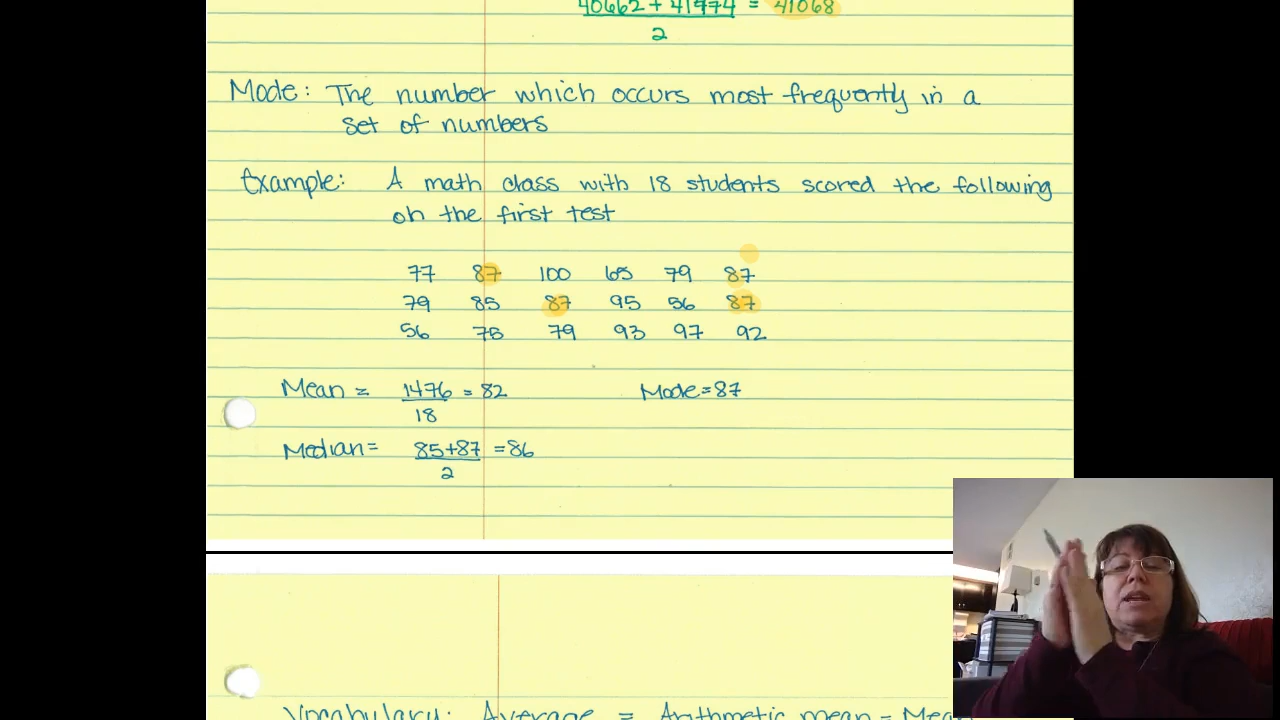 40662 + 41474 = 41068
2
Mode: The number which occurs most frequently in a
set of numbers
Example: A math class with 18 students scored the following
on the first test
77 87 100 65 79 87
79 85 87 95 56 87
56 75 79 93 97 92
Mean = 1476 = 82 Mode = 87
18
Median = 85+87 = 86
2
Vocabulary: Average = Arithmetic mean = Mean